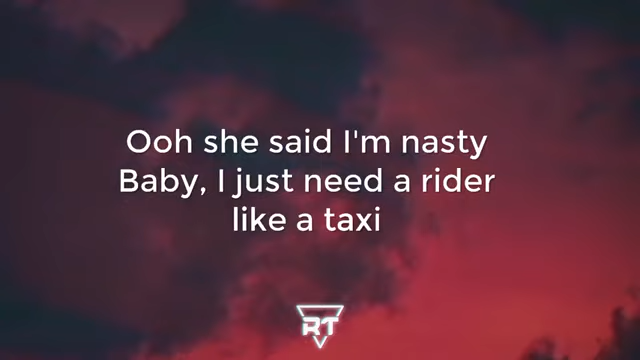 Ooh she said I'm nasty
Baby, I just need a rider
like a taxi
RT